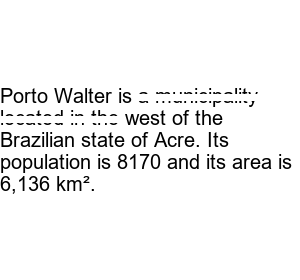 Porto Walter is a municipality
located in the west of the
Brazilian state of Acre. Its
population is 8170 and its area is
6,136 km².